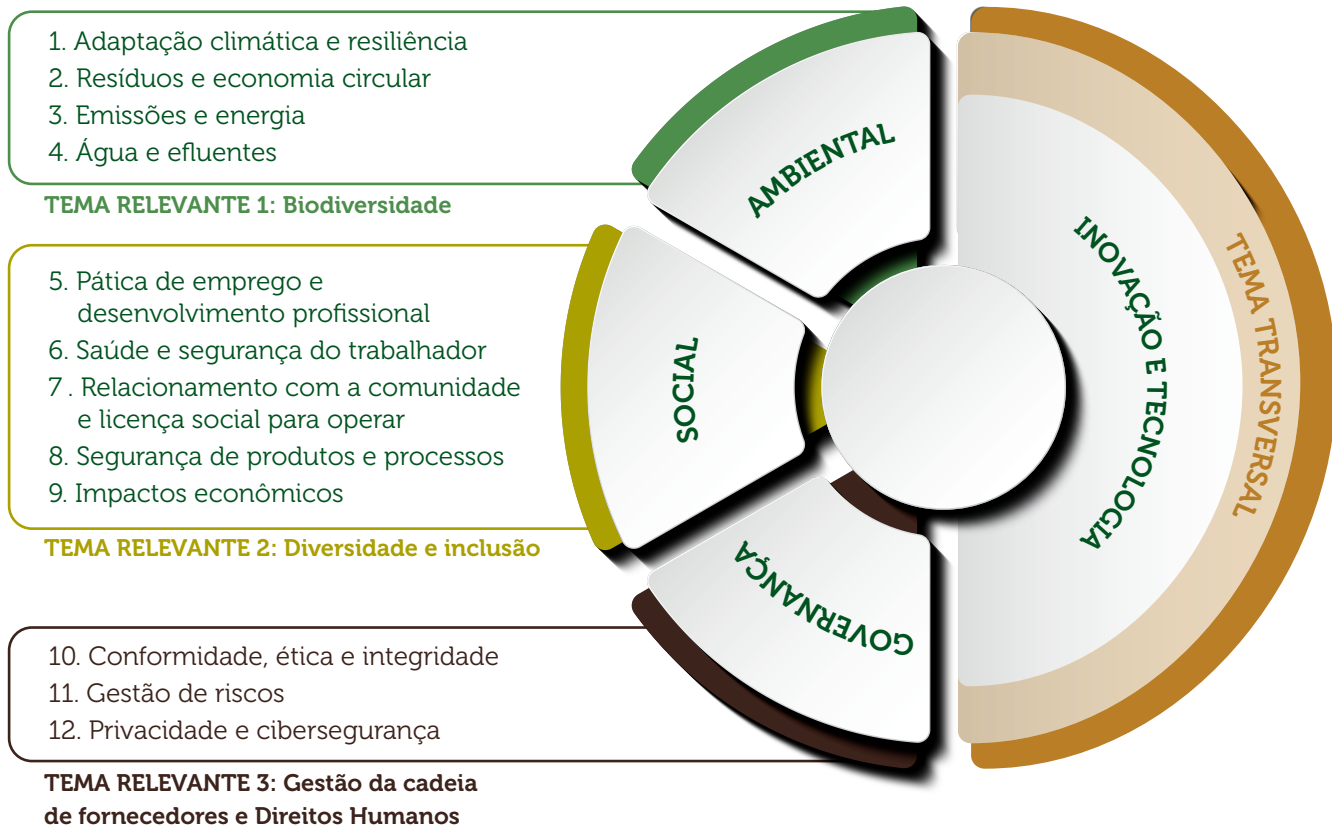 1. Adaptação climática e resiliência
2. Resíduos e economia circular
3. Emissões e energia
4. Água e efluentes
TEMA RELEVANTE 1: Biodiversidade
5. Pática de emprego e
desenvolvimento profissional
6. Saúde e segurança do trabalhador
7 . Relacionamento com a comunidade
e licença social para operar
8. Segurança de produtos e processos
9. Impactos econômicos
TEMA RELEVANTE 2: Diversidade e inclusão
10. Conformidade, ética e integridade
11. Gestão de riscos
12. Privacidade e cibersegurança
TEMA RELEVANTE 3: Gestão da cadeia
de fornecedores e Direitos Humanos
AMBIENTAL
SOCIAL
GOVERNANÇA
INOVAÇÃO E TECNOLOGIA
TEMA TRANSVERSAL